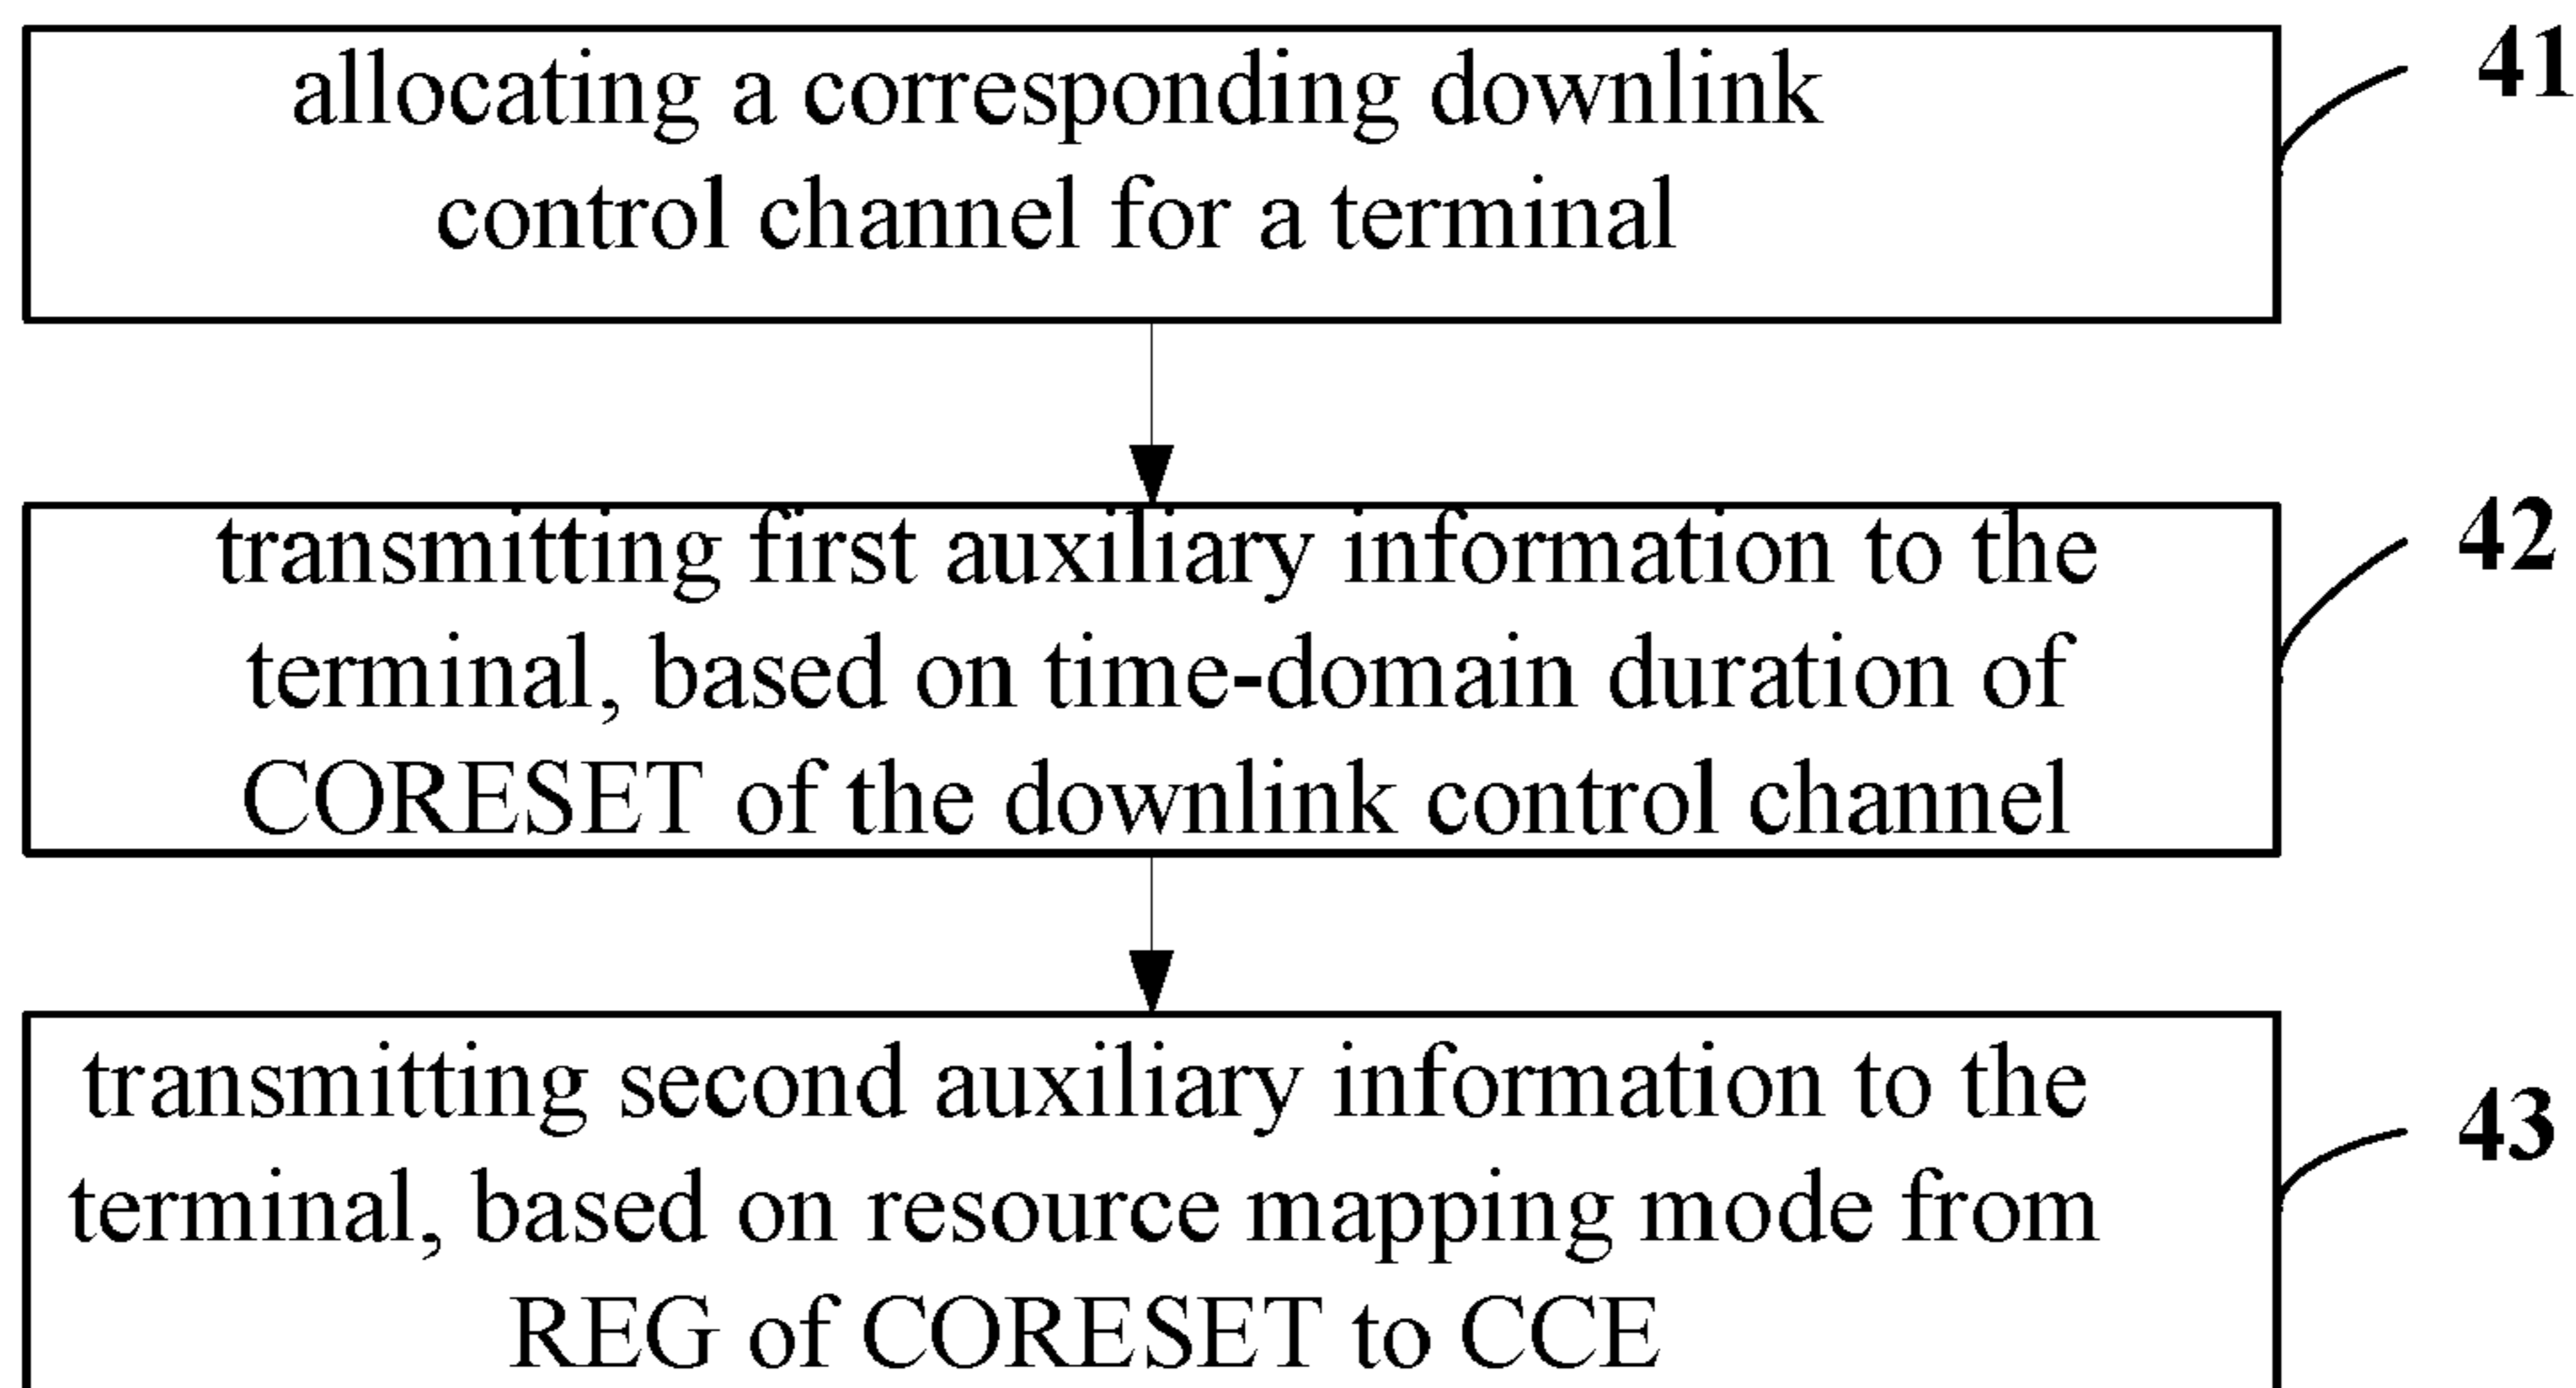 allocating a corresponding downlink
control channel for a terminal
41
transmitting first auxiliary information to the
terminal, based on time-domain duration of
CORESET of the downlink control channel
42
transmitting second auxiliary information to the
terminal, based on resource mapping mode from
REG of CORESET to CCE
43